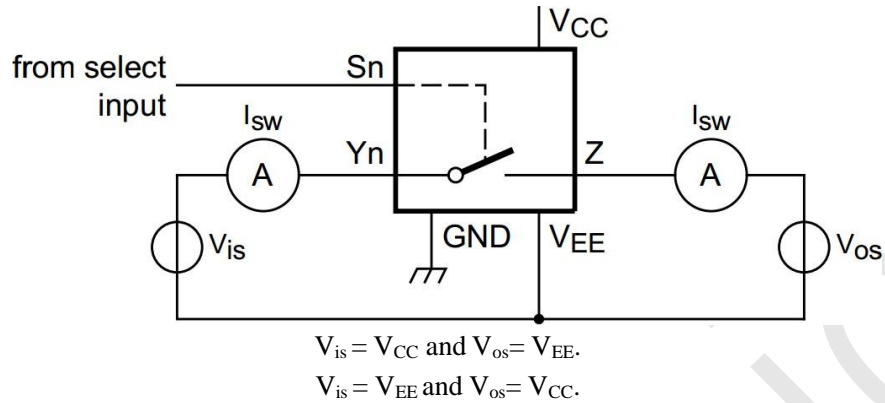 VCC
from select
input
Sn
ISW
ISW
Yn
Z
A
A
GND
VEE
Vis
Vos
Vis = VCC and Vos= VEE.
Vis = VEE and Vos= VCC.